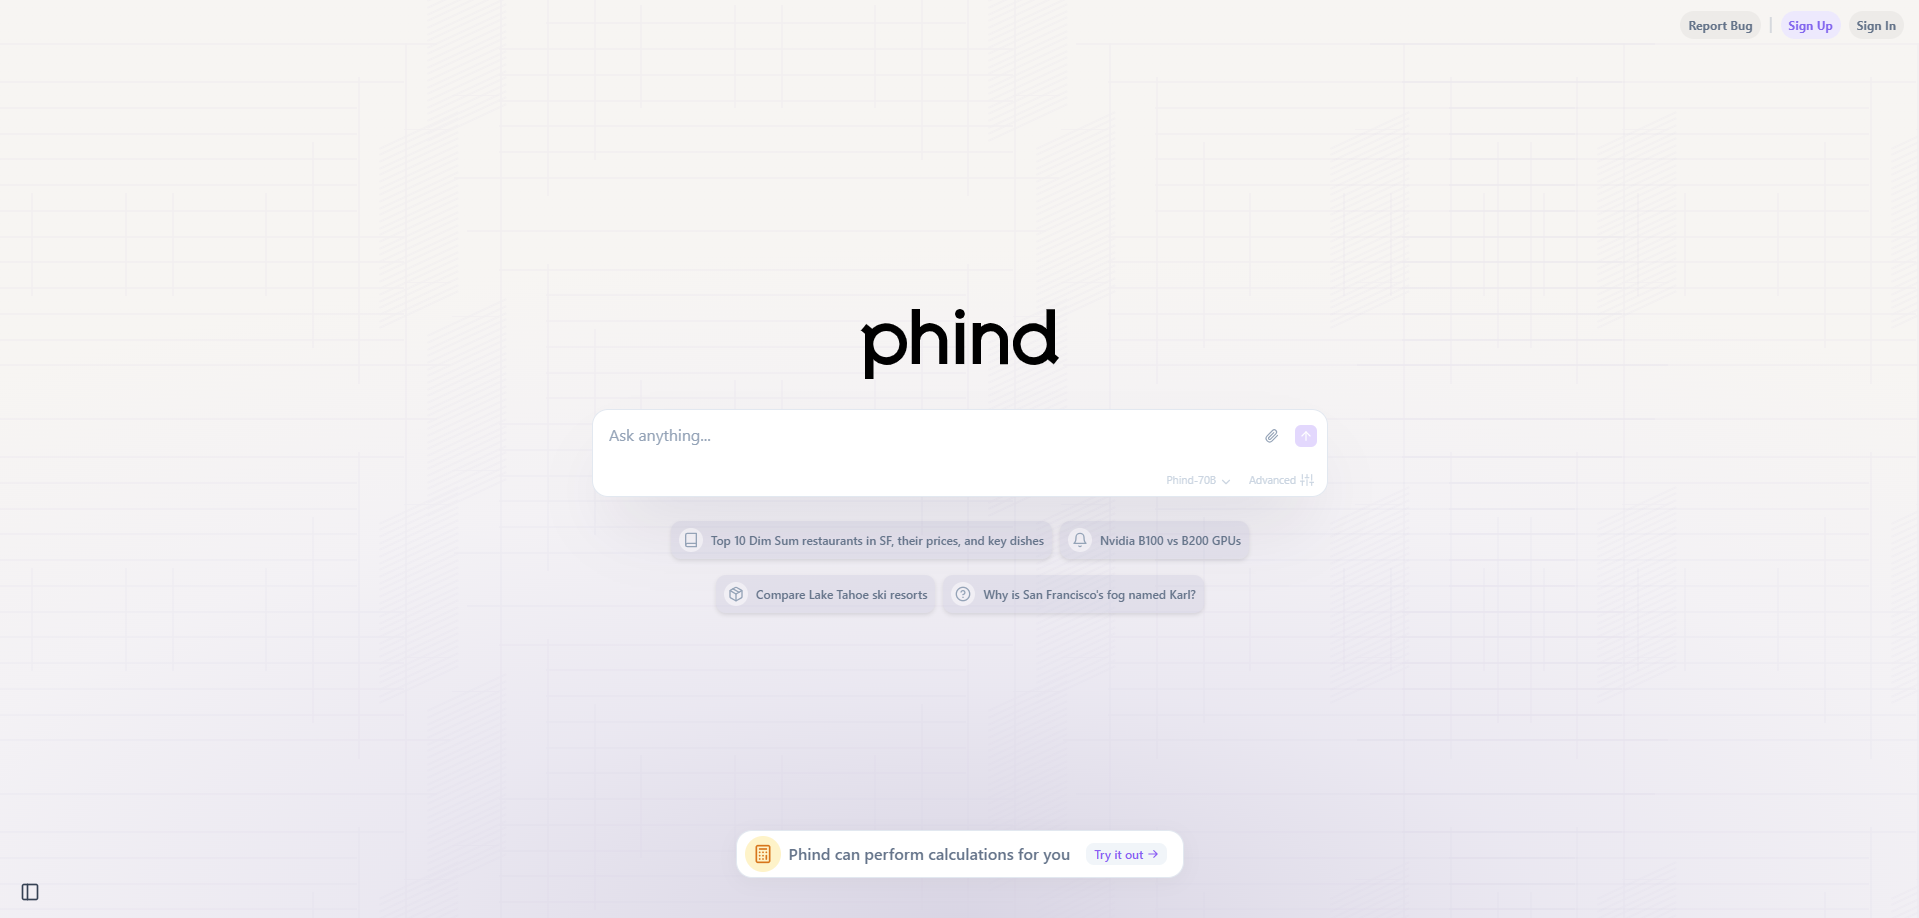 Report Bug | Sign Up Sign In
phind
Ask anything...
Phind-70B Advanced
Top 10 Dim Sum restaurants in SF, their prices, and key dishes
Nvidia B100 vs B200 GPUs
Compare Lake Tahoe ski resorts
Why is San Francisco's fog named Karl?
Phind can perform calculations for you Try it out →